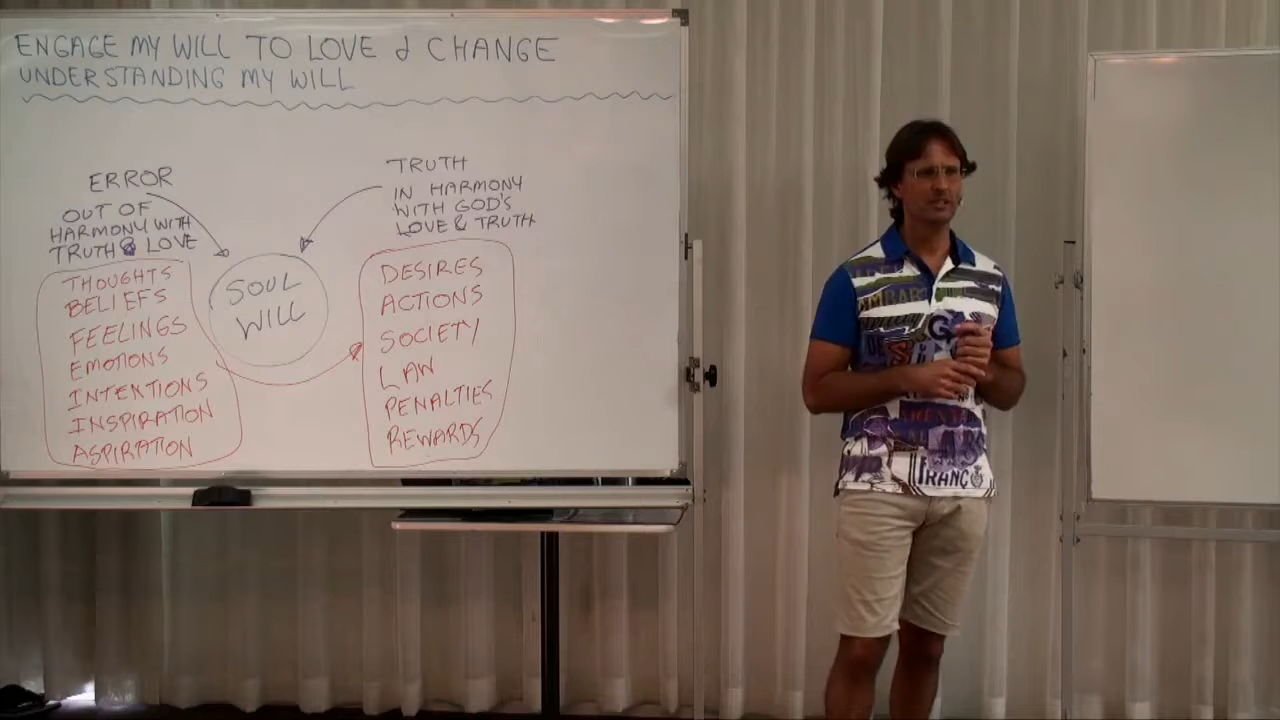 ENGAGE MY WILL TO LOVE & CHANGE
UNDERSTANDING MY WILL
ERROR
OUT OF
HARMONY WITH
TRUTH & LOVE
TRUTH
IN HARMONY
WITH GOD'S
LOVE & TRUTH
SOUL
WILL
THOUGHTS
BELIEFS
FEELINGS
EMOTIONS
INTENTIONS
INSPIRATION
ASPIRATION
DESIRES
ACTIONS
SOCIETY
LAW
PENALTIES
REWARDS
FRANC